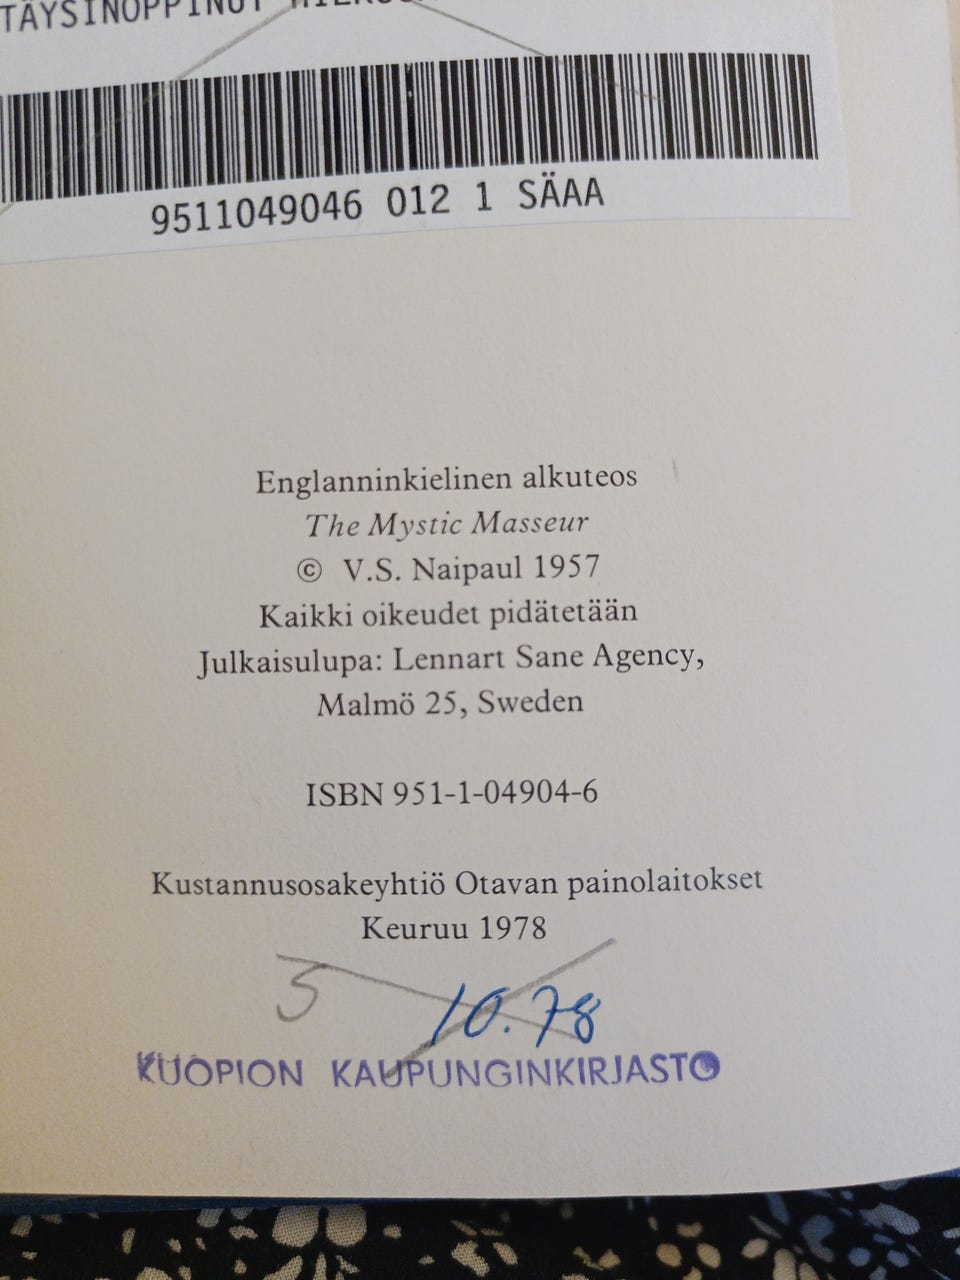 TÄYSINOPPINUT
9511049046 012 1 SÄAA
Englanninkielinen alkuteos
The Mystic Masseur
© V.S. Naipaul 1957
Kaikki oikeudet pidätetään
Julkaisulupa: Lennart Sane Agency,
Malmö 25, Sweden
ISBN 951-1-04904-6
Kustannusosakeyhtiö Otavan painolaitokset
Keuruu 1978
5 10.78
KUOPION KAUPUNGINKIRJASTO